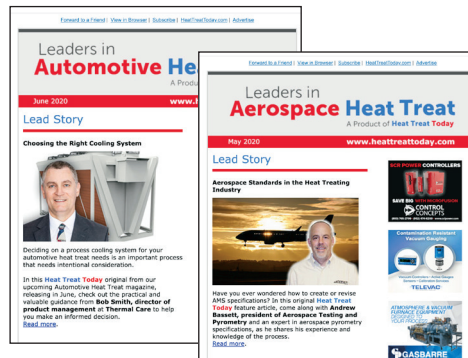 Forward to a Friend | View in Browser | Subscribe | HeatTreatToday.com | Advertise
Leaders in
Automotive He
A Produ
June 2020
www.h
Lead Story
Choosing the Right Cooling System
Deciding on a process cooling system for your
automotive heat treat needs is an important process
that needs intentional consideration.
In this Heat Treat Today original from our
upcoming Automotive Heat Treat magazine,
releasing in June, check out the practical and
valuable guidance from Bob Smith, director of
product management at Thermal Care to help
you make an informed decision.
Read more.
Forward to a Friend | View in Browser | Subscribe | HeatTreatToday.com | Advertise
Leaders in
Aerospace Heat Treat
A Product of Heat Treat Today
May 2020
www.heattreattoday.com
Lead Story
Aerospace Standards in the Heat Treating
Industry
Have you ever wondered how to create or revise
AMS specifications? In this original Heat Treat
Today feature article, come along with Andrew
Bassett, president of Aerospace Testing and
Pyrometry and an expert in aerospace pyrometry
specifications, as he shares his experience and
knowledge of the process.
Read more.
SCR POWER CONTROLLERS
SAVE BIG WITH MICROFUSION
CONTROL
CONCEPTS
Contamination Resistant
Vacuum Gauging
TELEVAC
ATMOSPHERE & VACUUM
FURNACE EQUIPMENT
DESIGNED TO
YOUR PROCESS
GASBARRE